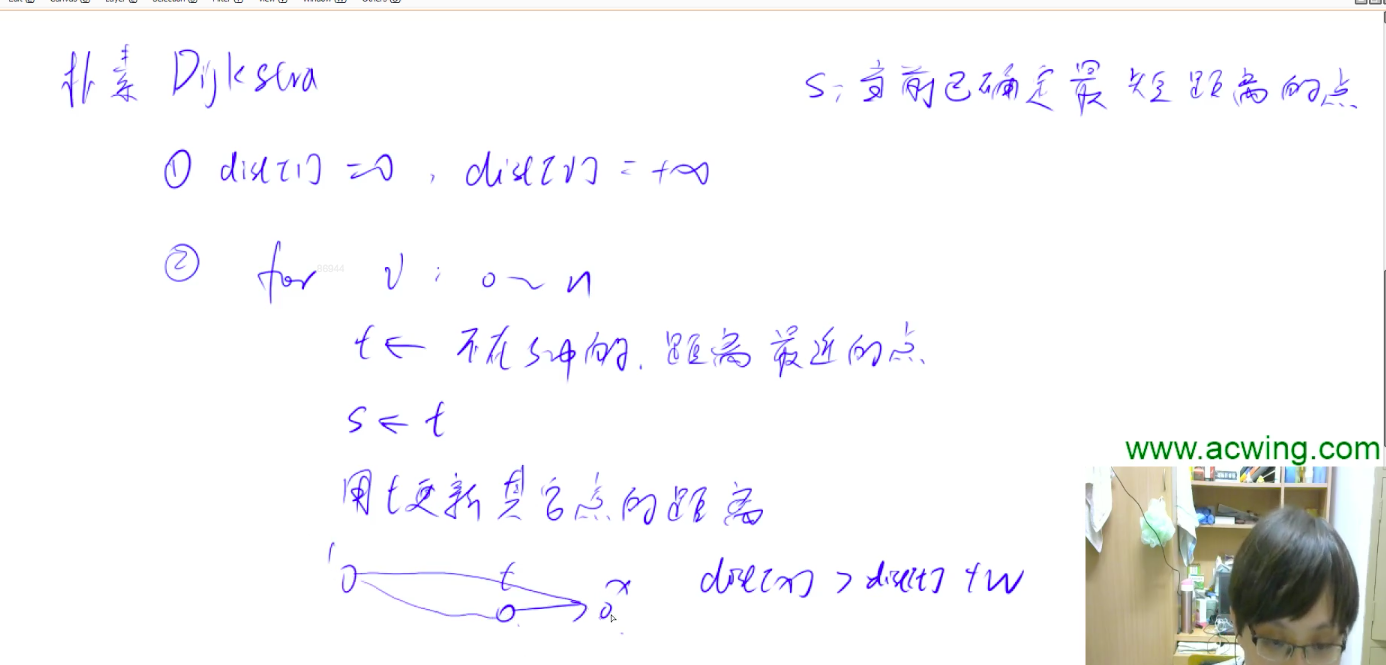 朴素 Dijkstra
S: 当前已确定最短距离的点
① dist[1] = 0, dist[i] = +∞
② for i : 0 ~ n
t ← 不在S中的, 距离最近的点
S ← t
用t更新其它点的距离
1
t
x
dist[x] > dist[t] + w
www.acwing.com